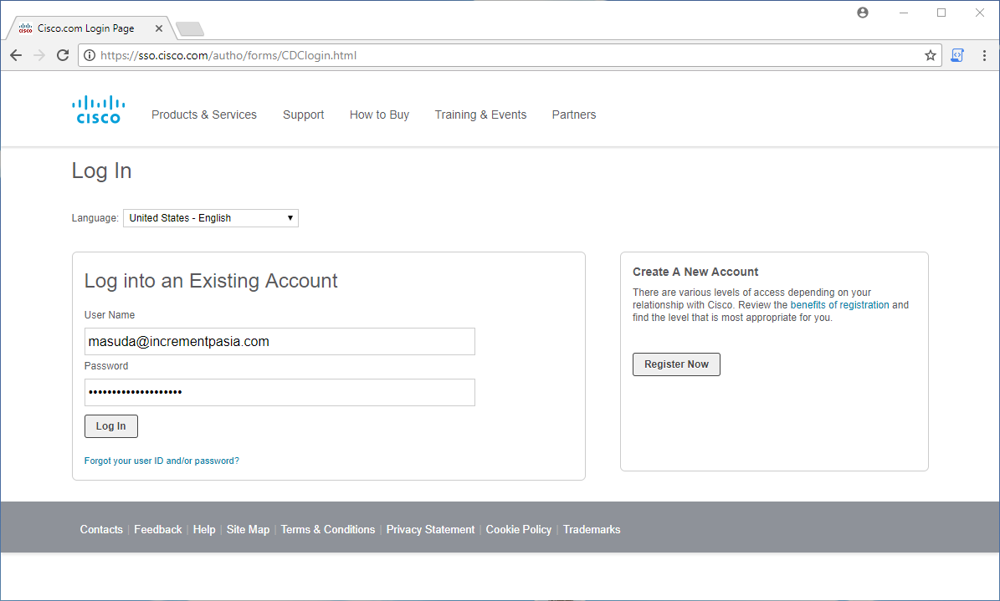 Cisco.com Login Page
https://sso.cisco.com/autho/forms/CDClogin.html
CISCO
Products & Services
Support
How to Buy
Training & Events
Partners
Log In
Language: United States - English
Log into an Existing Account
User Name
masuda@incrementpasia.com
Password
••••••••••••••••••••
Log In
Forgot your user ID and/or password?
Create A New Account
There are various levels of access depending on your
relationship with Cisco. Review the benefits of registration and
find the level that is most appropriate for you.
Register Now
Contacts | Feedback | Help | Site Map | Terms & Conditions | Privacy Statement | Cookie Policy | Trademarks